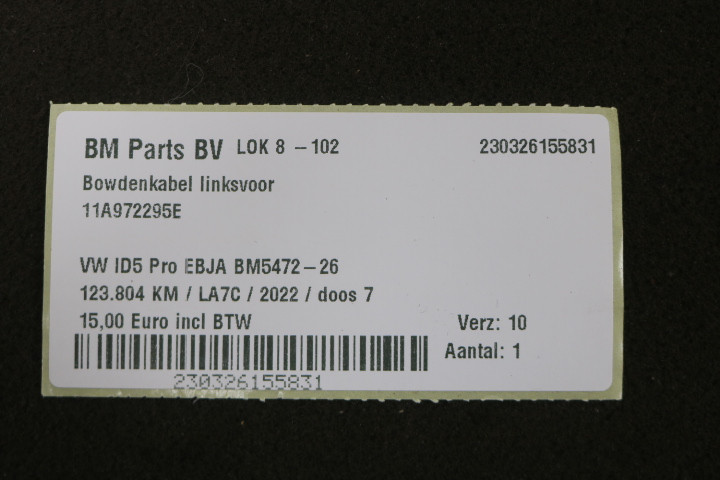 BM Parts BV LOK 8 - 102 230326155831
Bowdenkabel linksvoor
11A972295E
VW ID5 Pro EBJA BM5472-26
123.804 KM / LA7C / 2022 / doos 7
15,00 Euro incl BTW Verz: 10
Aantal: 1
230326155831